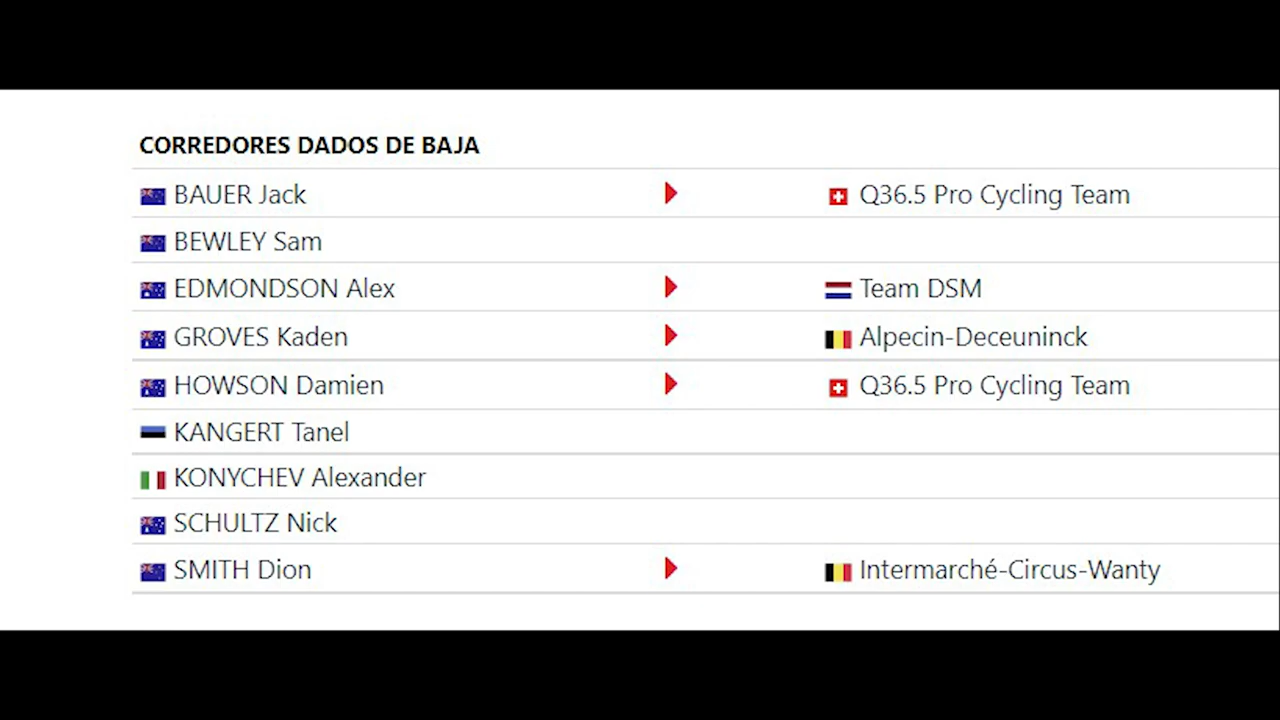 CORREDORES DADOS DE BAJA
BAUER Jack Q36.5 Pro Cycling Team
BEWLEY Sam
EDMONDSON Alex Team DSM
GROVES Kaden Alpecin-Deceuninck
HOWSON Damien Q36.5 Pro Cycling Team
KANGERT Tanel
KONYCHEV Alexander
SCHULTZ Nick
SMITH Dion Intermarché-Circus-Wanty